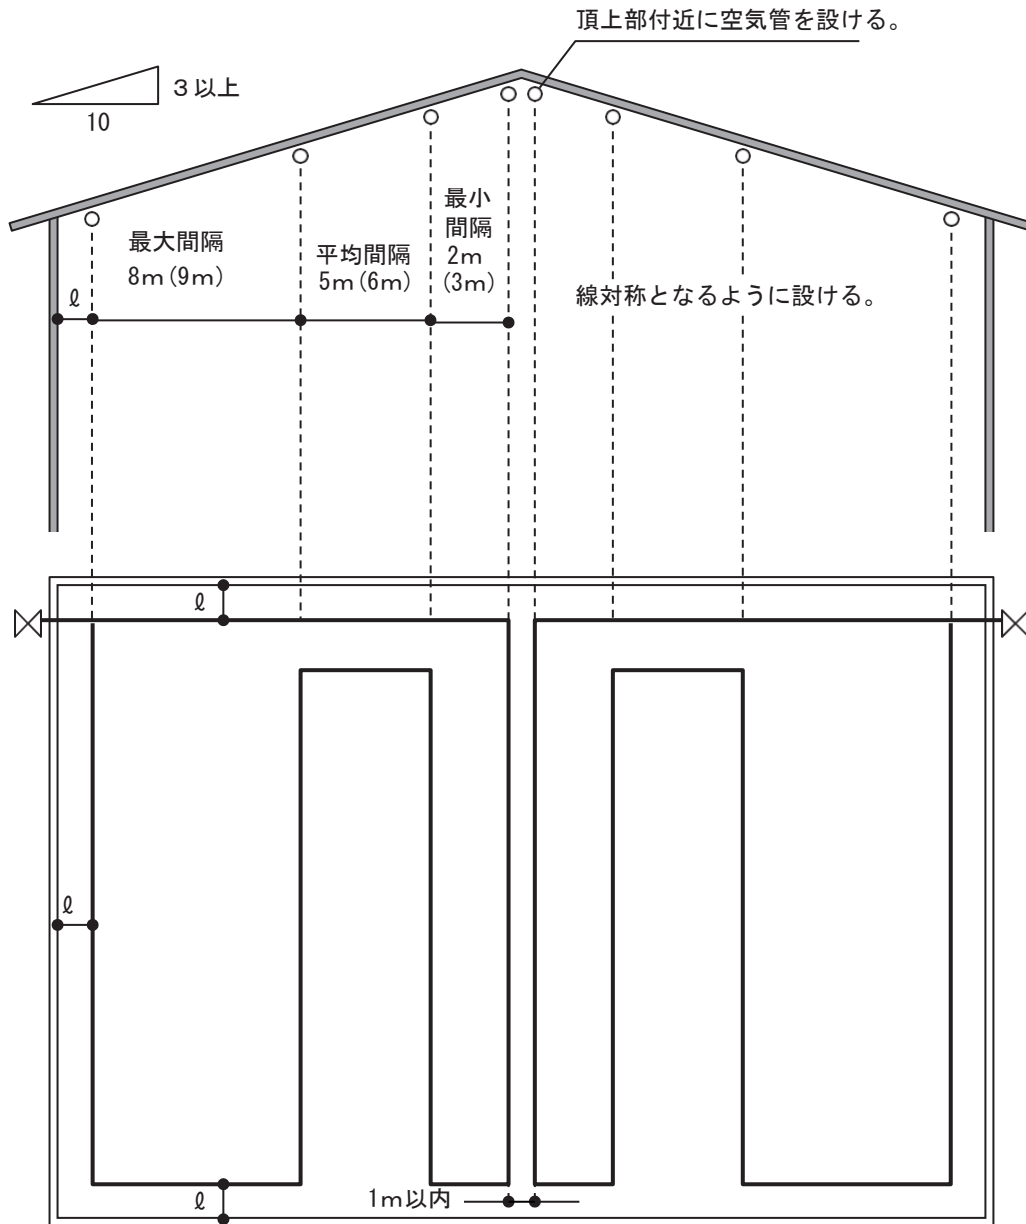 頂上部付近に空気管を設ける。
3以上
10
最小
間隔
2m
(3m)
最大間隔
8m(9m)
平均間隔
5m(6m)
線対称となるように設ける。
ℓ
ℓ
ℓ
ℓ
1m以内